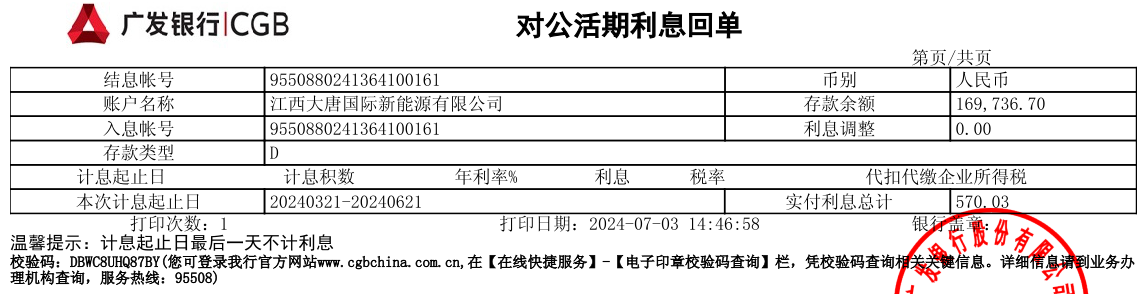 广发银行|CGB
对公活期利息回单
第页/共页
结息帐号 9550880241364100161 币别 人民币
账户名称 江西大唐国际新能源有限公司 存款余额 169,736.70
入息帐号 9550880241364100161 利息调整 0.00
存款类型 D
计息起止日 计息积数 年利率% 利息 税率 代扣代缴企业所得税
本次计息起止日 20240321-20240621 实付利息总计 570.03
打印次数: 1 打印日期: 2024-07-03 14:46:58 银行盖章:
温馨提示: 计息起止日最后一天不计利息
校验码: DBWC8UHQ87BY(您可登录我行官方网站www.cgbchina.com.cn,在【在线快捷服务】-【电子印章校验码查询】栏, 凭校验码查询相关关键信息。详细信息请到业务办
理机构查询, 服务热线: 95508)
发银行股份有限公司